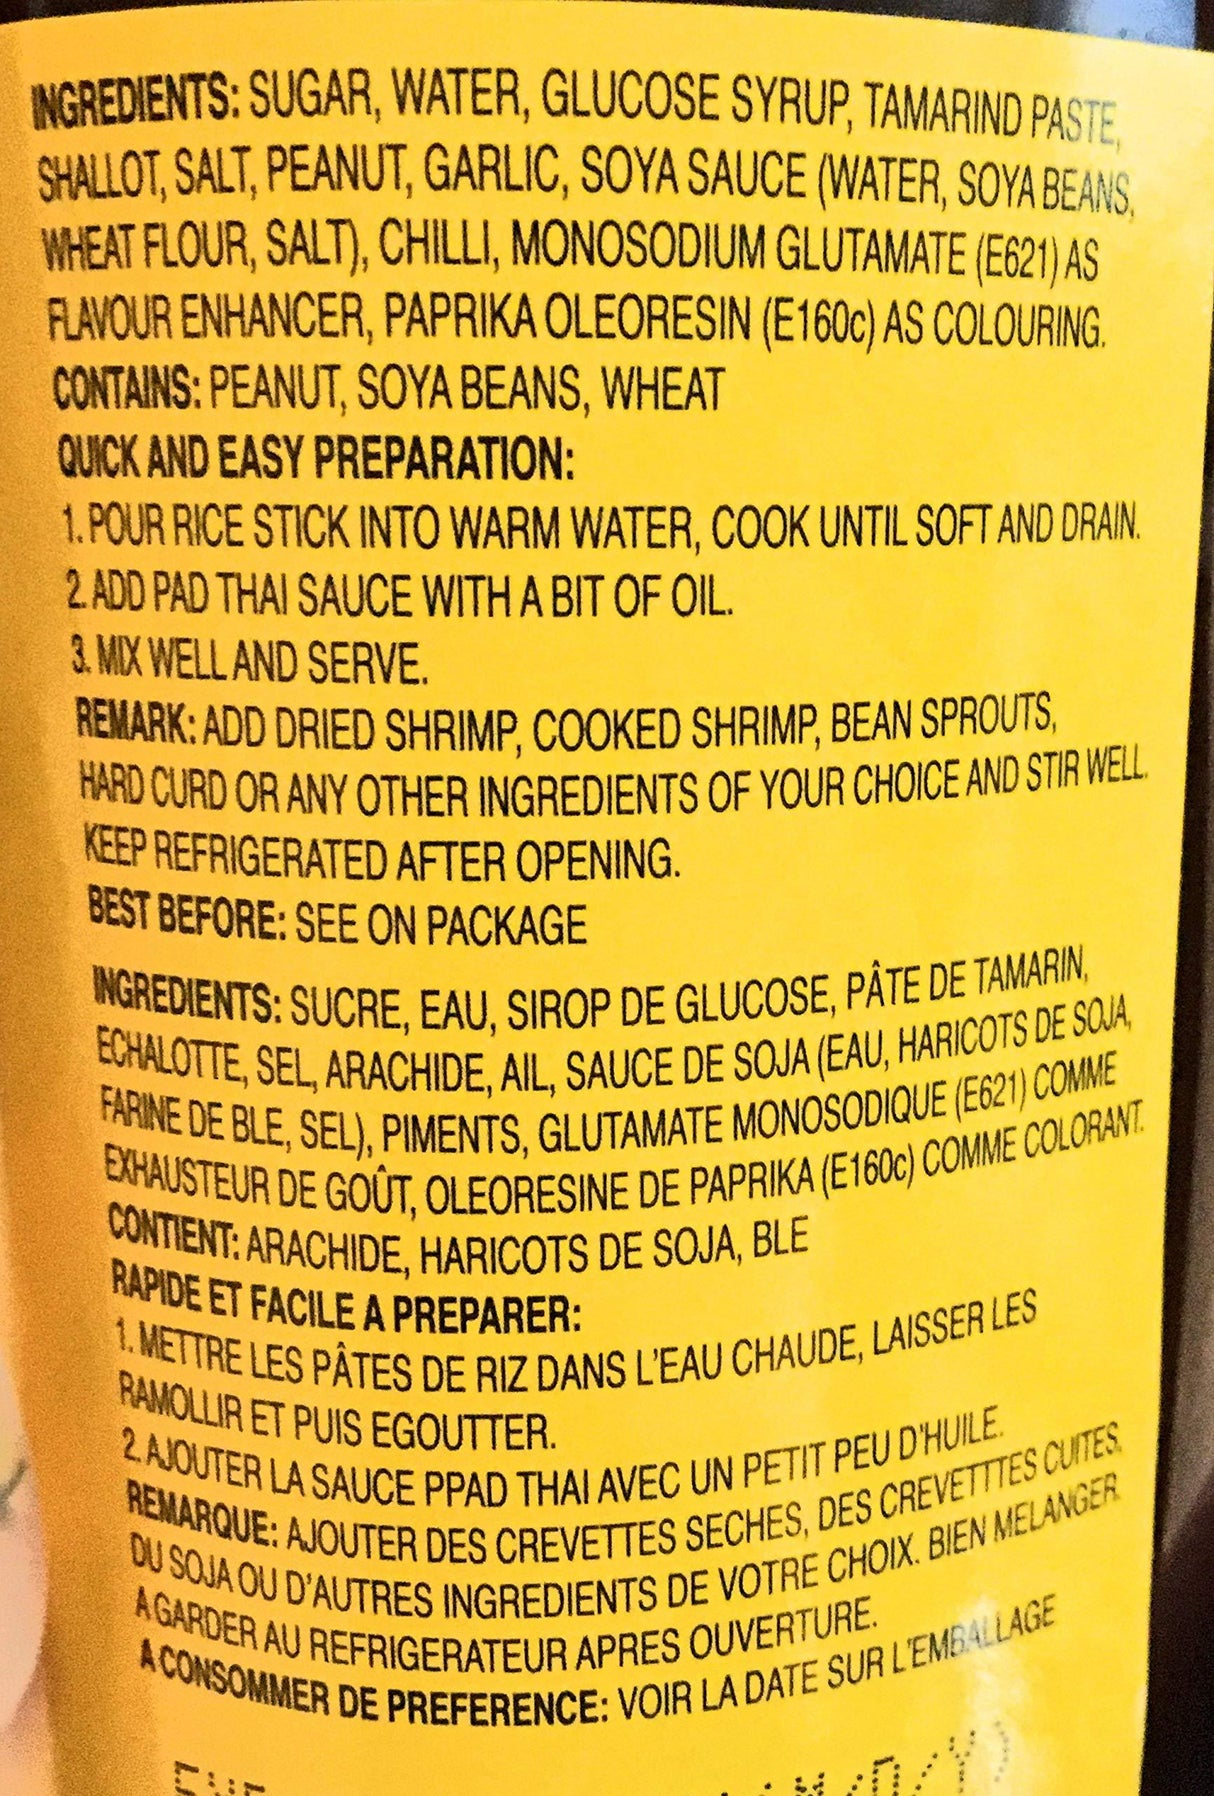 INGREDIENTS: SUGAR, WATER, GLUCOSE SYRUP, TAMARIND PASTE,
SHALLOT, SALT, PEANUT, GARLIC, SOYA SAUCE (WATER, SOYA BEANS,
WHEAT FLOUR, SALT), CHILLI, MONOSODIUM GLUTAMATE (E621) AS
FLAVOUR ENHANCER, PAPRIKA OLEORESIN (E160c) AS COLOURING.
CONTAINS: PEANUT, SOYA BEANS, WHEAT
QUICK AND EASY PREPARATION:
1. POUR RICE STICK INTO WARM WATER, COOK UNTIL SOFT AND DRAIN.
2. ADD PAD THAI SAUCE WITH A BIT OF OIL.
3. MIX WELL AND SERVE.
REMARK: ADD DRIED SHRIMP, COOKED SHRIMP, BEAN SPROUTS,
HARD CURD OR ANY OTHER INGREDIENTS OF YOUR CHOICE AND STIR WELL.
KEEP REFRIGERATED AFTER OPENING.
BEST BEFORE: SEE ON PACKAGE
INGREDIENTS: SUCRE, EAU, SIROP DE GLUCOSE, PÂTE DE TAMARIN,
ECHALOTTE, SEL, ARACHIDE, AIL, SAUCE DE SOJA (EAU, HARICOTS DE SOJA,
FARINE DE BLE, SEL), PIMENTS, GLUTAMATE MONOSODIQUE (E621) COMME
EXHAUSTEUR DE GOÛT, OLEORESINE DE PAPRIKA (E160c) COMME COLORANT.
CONTIENT: ARACHIDE, HARICOTS DE SOJA, BLE
RAPIDE ET FACILE A PREPARER:
1. METTRE LES PÂTES DE RIZ DANS L'EAU CHAUDE, LAISSER LES
RAMOLLIR ET PUIS EGOUTTER.
2. AJOUTER LA SAUCE PPAD THAI AVEC UN PETIT PEU D'HUILE.
REMARQUE: AJOUTER DES CREVETTES SECHES, DES CREVETTTES CUITES,
DU SOJA OU D'AUTRES INGREDIENTS DE VOTRE CHOIX. BIEN MELANGER.
A GARDER AU REFRIGERATEUR APRES OUVERTURE.
A CONSOMMER DE PREFERENCE: VOIR LA DATE SUR L'EMBALLAGE